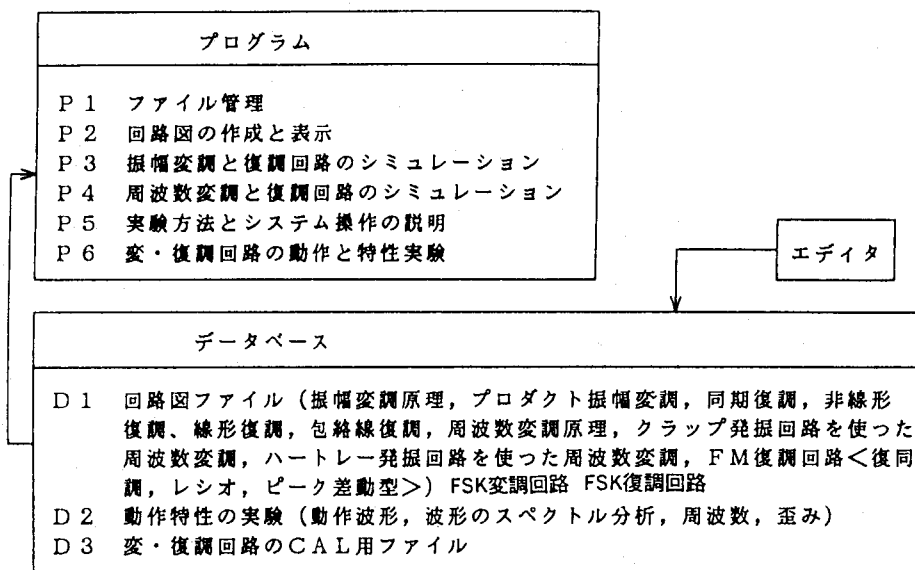 プログラム
P1 ファイル管理
P2 回路図の作成と表示
P3 振幅変調と復調回路のシミュレーション
P4 周波数変調と復調回路のシミュレーション
P5 実験方法とシステム操作の説明
P6 変・復調回路の動作と特性実験
エディタ
データベース
D1 回路図ファイル(振幅変調原理,プロダクト振幅変調,同期復調,非線形
復調、線形復調,包絡線復調,周波数変調原理,クラップ発振回路を使った
周波数変調,ハートレー発振回路を使った周波数変調,FM復調回路<復同
調,レシオ,ピーク差動型>) FSK変調回路 FSK復調回路
D2 動作特性の実験(動作波形,波形のスペクトル分析,周波数,歪み)
D3 変・復調回路のCAL用ファイル